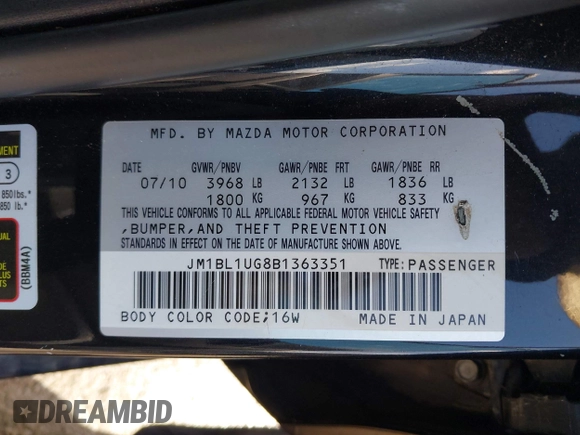 MFD. BY MAZDA MOTOR CORPORATION
DATE GVWR/PNBV GAWR/PNBE FRT GAWR/PNBE RR
07/10 3968 LB 2132 LB 1836 LB
1800 KG 967 KG 833 KG
THIS VEHICLE CONFORMS TO ALL APPLICABLE FEDERAL MOTOR VEHICLE SAFETY
,BUMPER,AND THEFT PREVENTION
STANDARDS IN EFFECT ON THE DATE OF MANUFACTURE SHOWN ABOVE.
JM1BL1UG8B1363351 TYPE:PASSENGER
BODY COLOR CODE;16W MADE IN JAPAN
3
850lbs.*
850 lb.*
(BBM4A)
DREAMBID